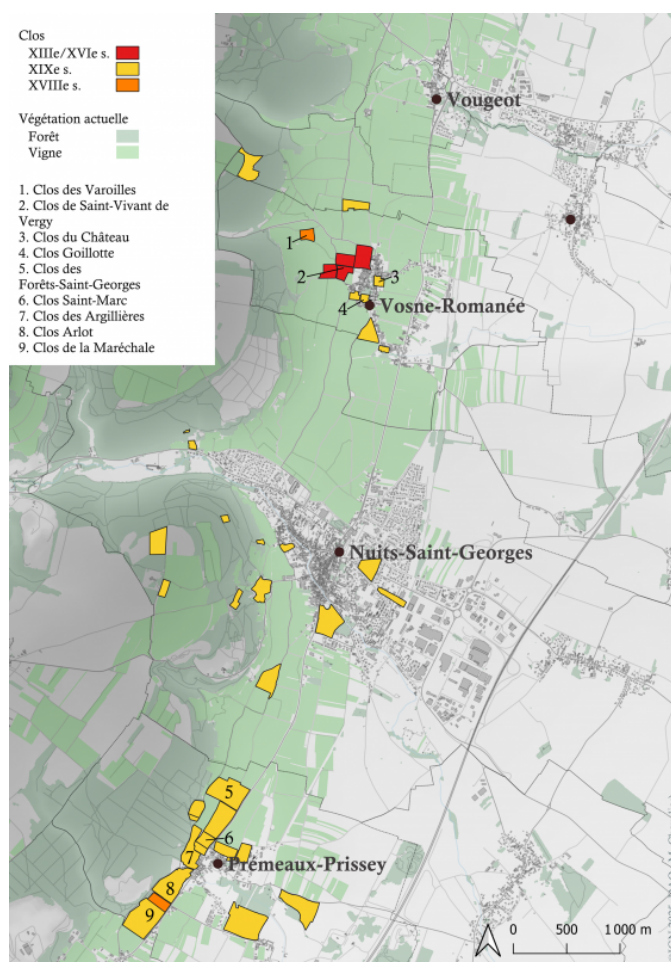 Clos
XIIIe/XVIe s.
XIXe s.
XVIIIe s.
Végétation actuelle
Forêt
Vigne
1. Clos des Varoilles
2. Clos de Saint-Vivant de
Vergy
3. Clos du Château
4. Clos Goillotte
5. Clos des
Forêts-Saint-Georges
6. Clos Saint-Marc
7. Clos des Argillières
8. Clos Arlot
9. Clos de la Maréchale
Vougeot
1
2
3
4
Vosne-Romanée
Nuits-Saint-Georges
5
6
7
Prémeaux-Prissey
8
9
0 500 1 000 m